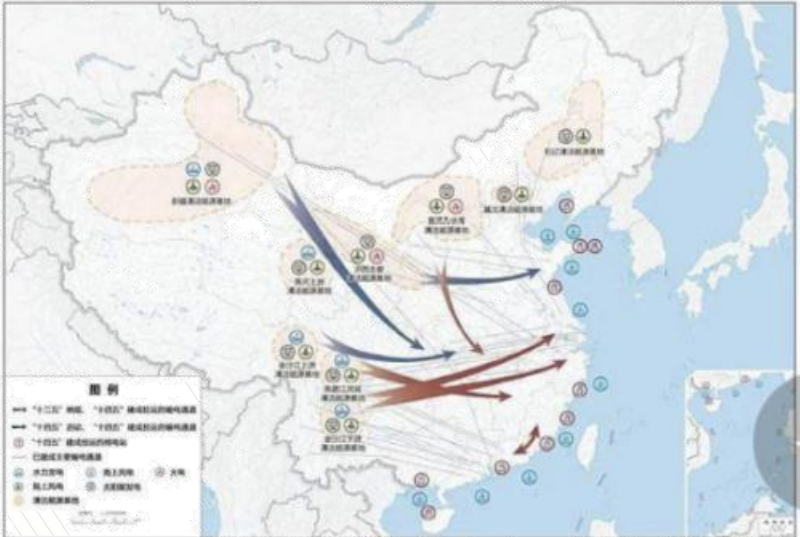 新疆清洁能源基地
松辽清洁能源基地
冀北清洁能源基地
黄河几字弯
清洁能源基地
河西走廊
清洁能源基地
黄河上游
清洁能源基地
金沙江上游
清洁能源基地
雅砻江流域
清洁能源基地
金沙江下游
清洁能源基地
图 例
“十三五”续建、“十四五”建成投运的输电通道
“十四五”启动、“十四五”建成投运的输电通道
“十四五”建成投运的核电站
已建成主要输电通道
水力发电 海上风电 火电
陆上风电 太阳能发电
清洁能源基地